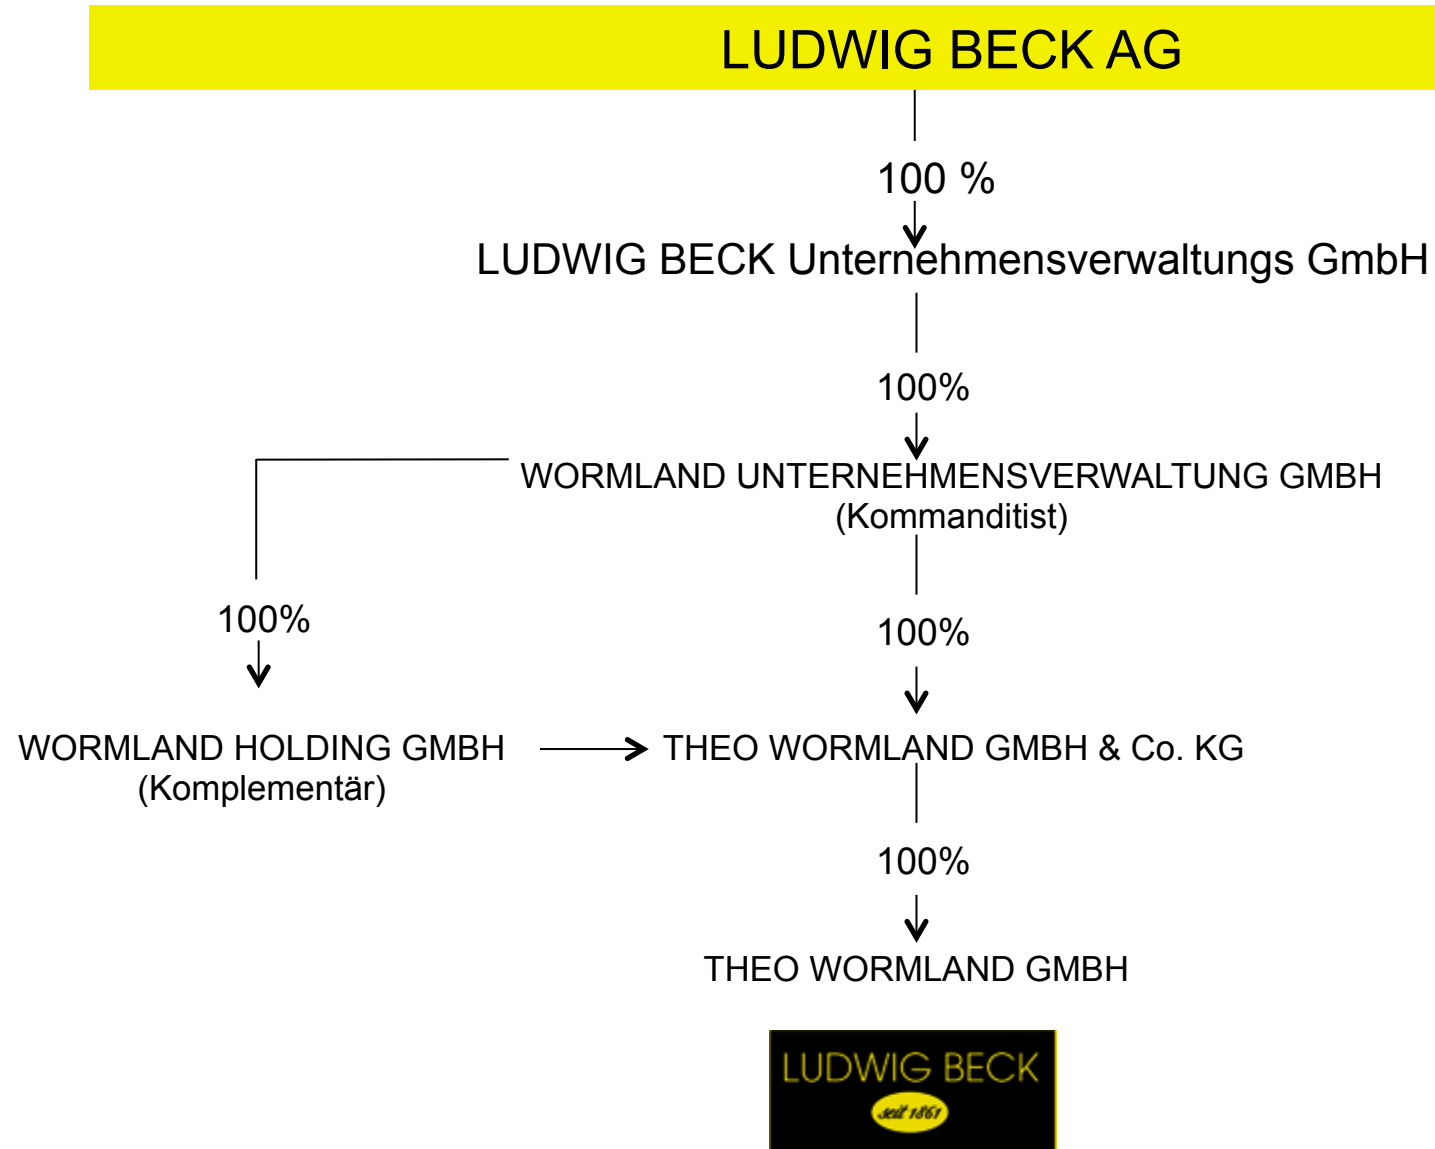 LUDWIG BECK AG
100 %
LUDWIG BECK Unternehmensverwaltungs GmbH
100%
WORMLAND UNTERNEHMENSVERWALTUNG GMBH
(Kommanditist)
100%
100%
WORMLAND HOLDING GMBH
(Komplementär)
THEO WORMLAND GMBH & Co. KG
100%
THEO WORMLAND GMBH
LUDWIG BECK
seit 1861